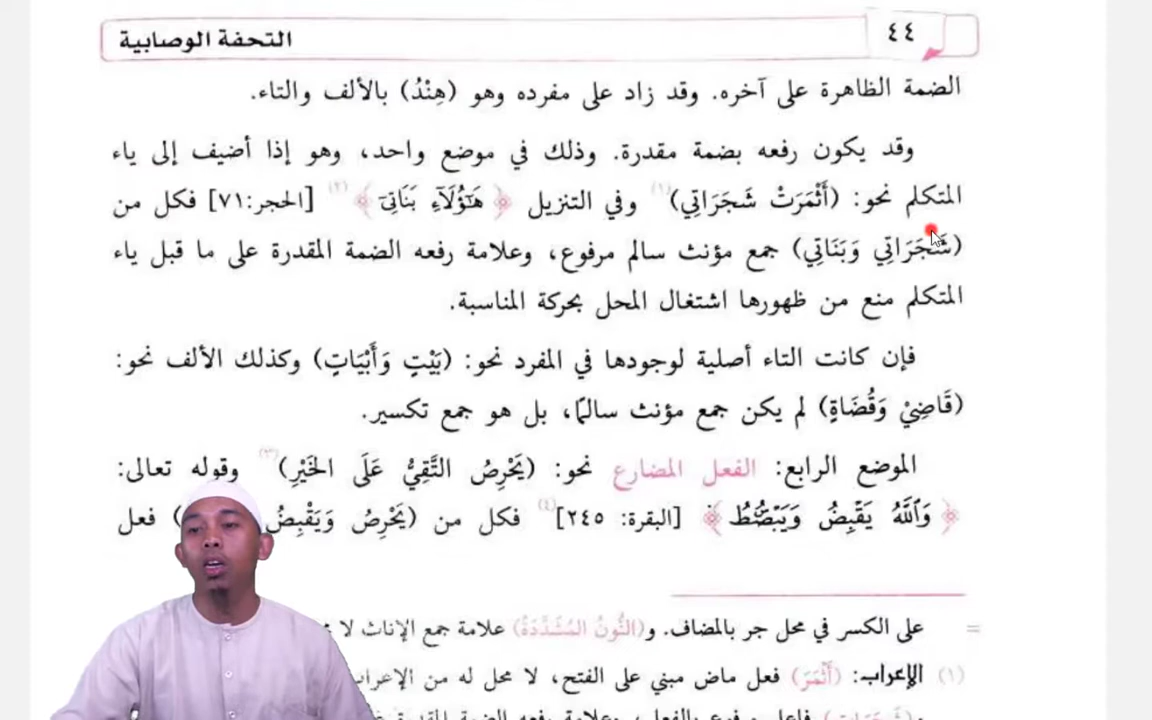 ٤٤
التحفة الوصابية
الضمة الظاهرة على آخره. وقد زاد على مفرده وهو (هِنْدُ) بالألف والتاء.
وقد يكون رفعه بضمة مقدرة. وذلك في موضع واحد، وهو إذا أضيف إلى ياء
المتكلم نحو: (أَثْمَرَتْ شَجَرَاتِي)(١) وفي التنزيل ﴿هَٰٓؤُلَآءِ بَنَاتِىٓ﴾(٢) [الحجر:٧١] فكل من
(شَجَرَاتِي وَبَنَاتِي) جمع مؤنث سالم مرفوع، وعلامة رفعه الضمة المقدرة على ما قبل ياء
المتكلم منع من ظهورها اشتغال المحل بحركة المناسبة.
فإن كانت التاء أصلية لوجودها في المفرد نحو: (بَيْتٍ وَأَبْيَاتٍ) وكذلك الألف نحو:
(قَاضِيْ وَقُضَاةٍ) لم يكن جمع مؤنث سالمًا، بل هو جمع تكسير.
الموضع الرابع: الفعل المضارع نحو: (يَحْرِصُ التَّقِيُّ عَلَى الخَيْرِ)(٣) وقوله تعالى:
﴿وَٱللَّهُ يَقْبِضُ وَيَبْصُۜطُ﴾ [البقرة: ٢٤٥](٤) فكل من (يَحْرِصُ وَيَقْبِضُ ) فعل
= على الكسر في محل جر بالمضاف. و(النُّونُ المُشَدَّدَةُ) علامة جمع الإناث لا
(١) الإعراب: (أَثْمَرَ) فعل ماض مبني على الفتح، لا محل له من الإعراب